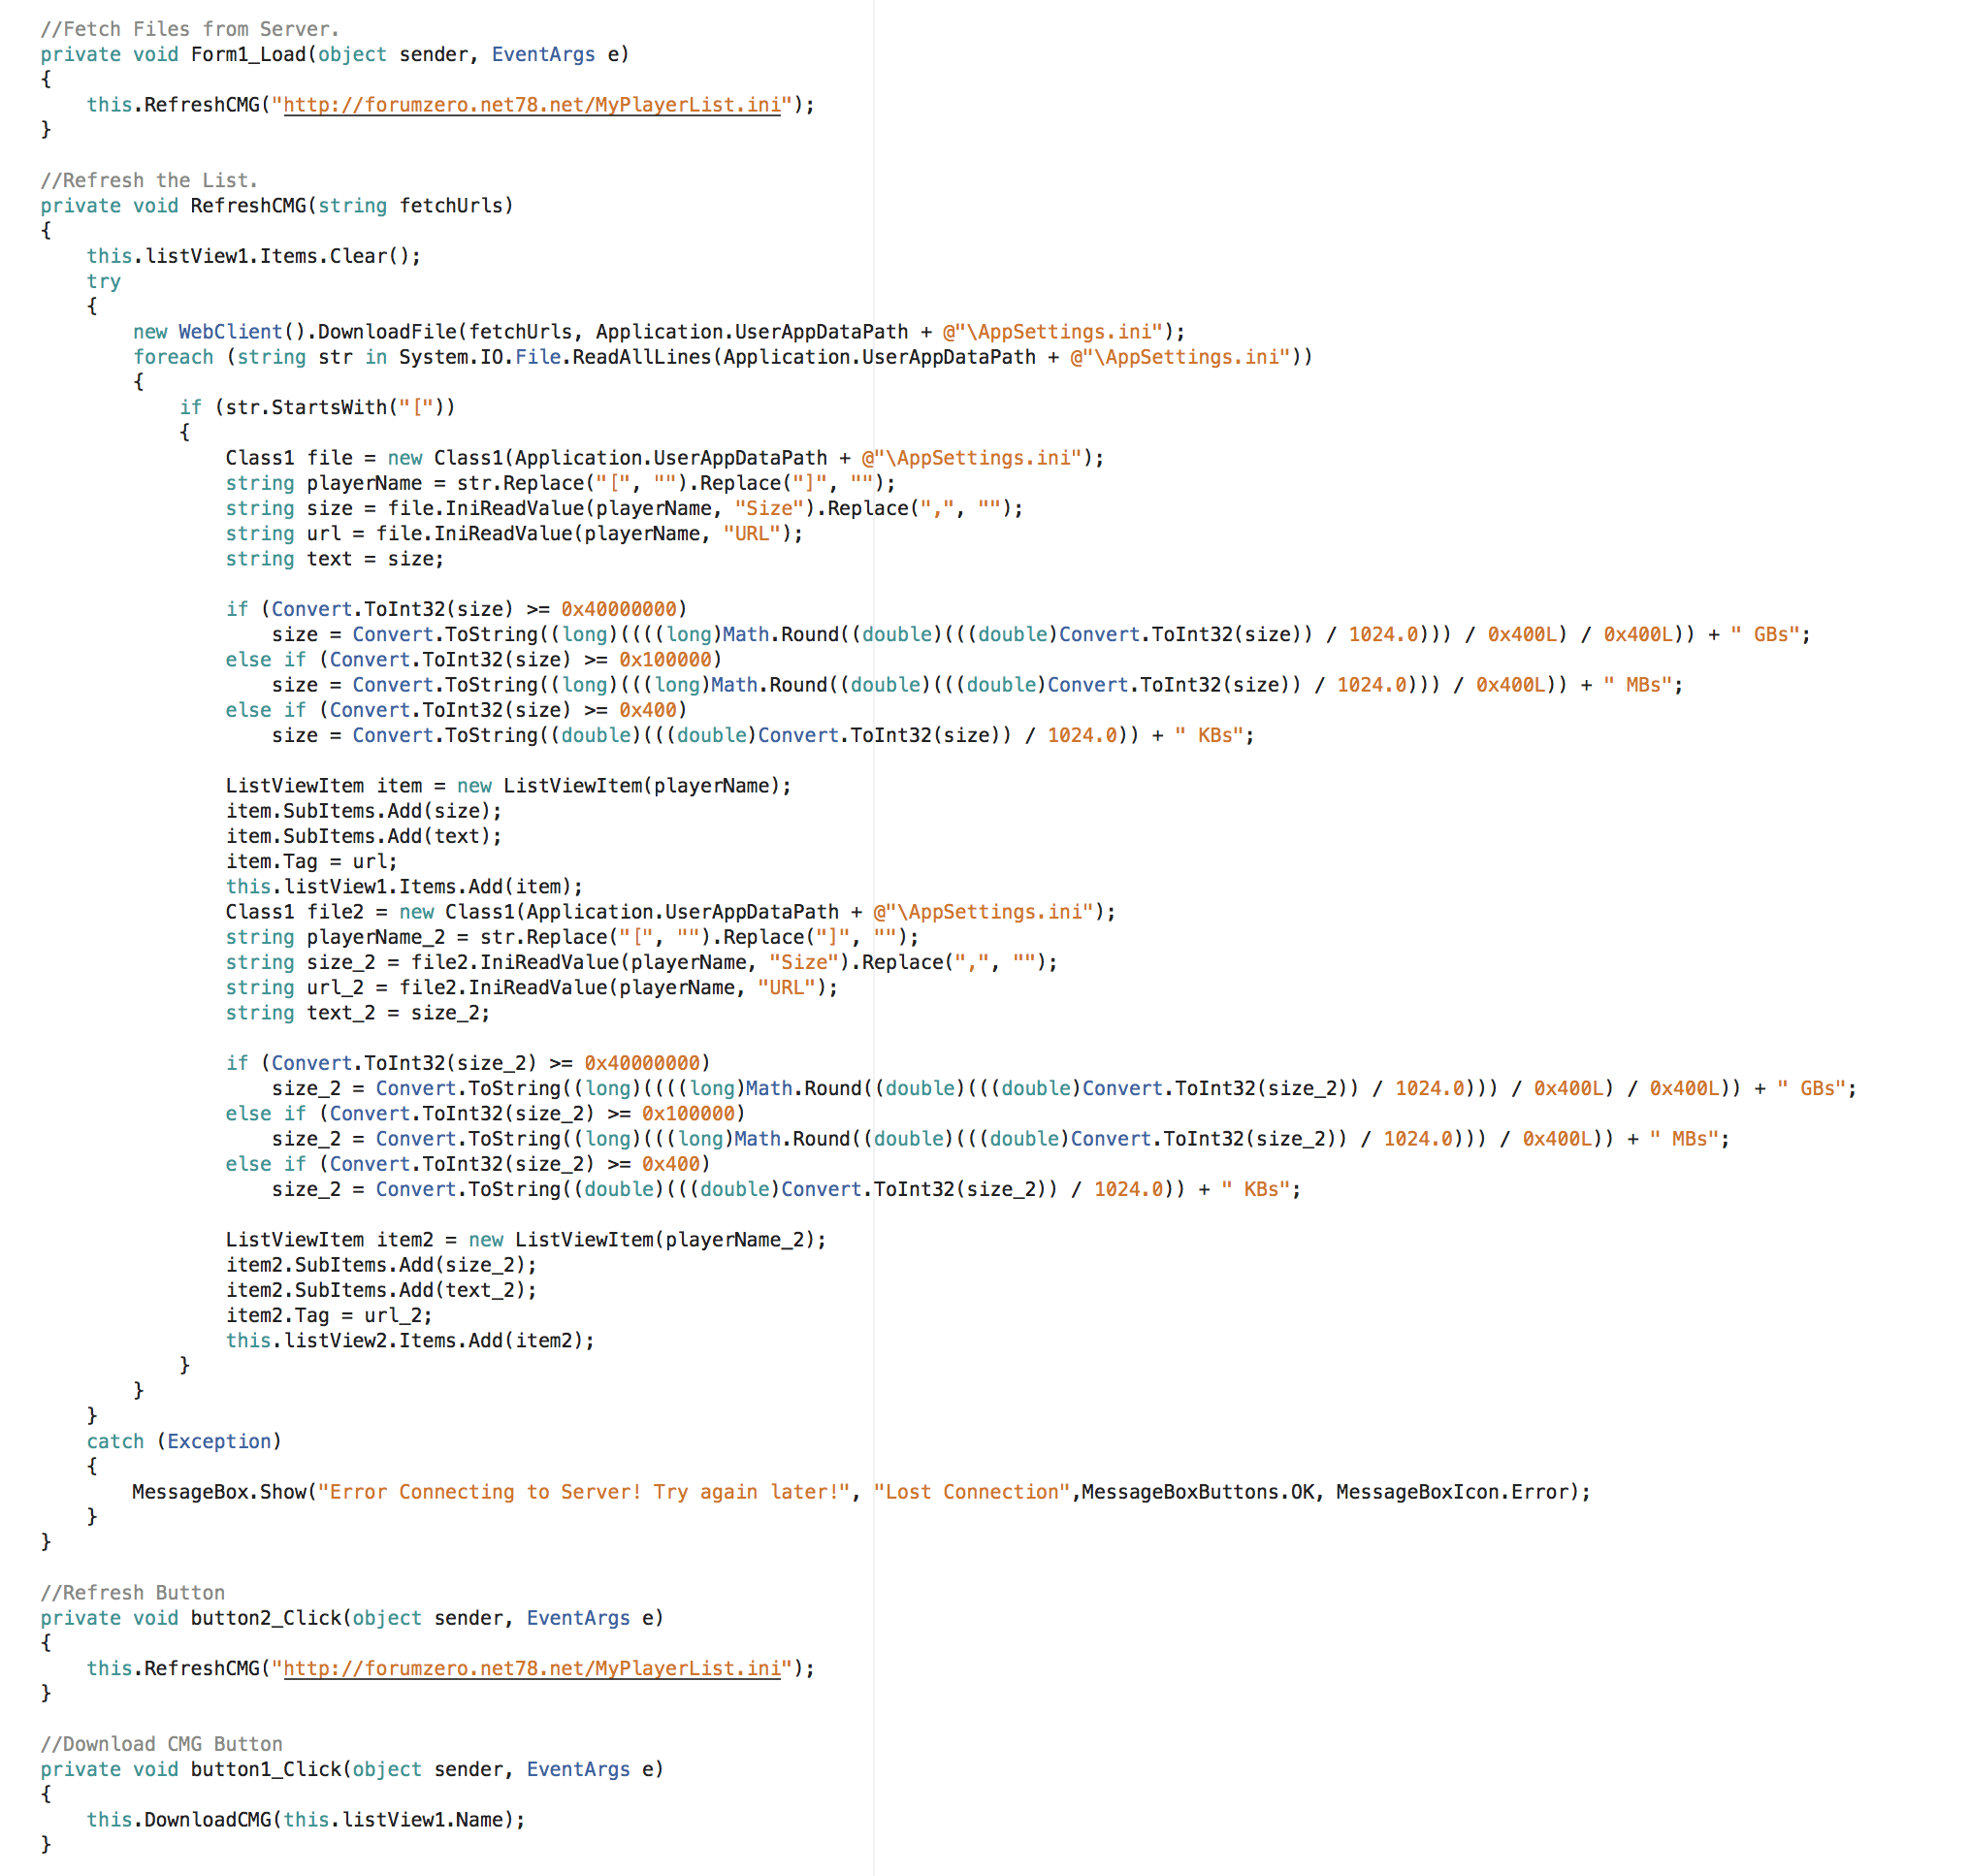 //Fetch Files from Server.
private void Form1_Load(object sender, EventArgs e)
{
    this.RefreshCMG("http://forumzero.net78.net/MyPlayerList.ini");
}

//Refresh the List.
private void RefreshCMG(string fetchUrls)
{
    this.listView1.Items.Clear();
    try
    {
        new WebClient().DownloadFile(fetchUrls, Application.UserAppDataPath + @"\AppSettings.ini");
        foreach (string str in System.IO.File.ReadAllLines(Application.UserAppDataPath + @"\AppSettings.ini"))
        {
            if (str.StartsWith("["))
            {
                Class1 file = new Class1(Application.UserAppDataPath + @"\AppSettings.ini");
                string playerName = str.Replace("[", "").Replace("]", "");
                string size = file.IniReadValue(playerName, "Size").Replace(",", "");
                string url = file.IniReadValue(playerName, "URL");
                string text = size;

                if (Convert.ToInt32(size) >= 0x40000000)
                    size = Convert.ToString((long)((((long)Math.Round((double)(((double)Convert.ToInt32(size)) / 1024.0))) / 0x400L) / 0x400L)) + " GBs";
                else if (Convert.ToInt32(size) >= 0x100000)
                    size = Convert.ToString((long)(((long)Math.Round((double)(((double)Convert.ToInt32(size)) / 1024.0))) / 0x400L)) + " MBs";
                else if (Convert.ToInt32(size) >= 0x400)
                    size = Convert.ToString((double)(((double)Convert.ToInt32(size)) / 1024.0)) + " KBs";

                ListViewItem item = new ListViewItem(playerName);
                item.SubItems.Add(size);
                item.SubItems.Add(text);
                item.Tag = url;
                this.listView1.Items.Add(item);
                Class1 file2 = new Class1(Application.UserAppDataPath + @"\AppSettings.ini");
                string playerName_2 = str.Replace("[", "").Replace("]", "");
                string size_2 = file2.IniReadValue(playerName, "Size").Replace(",", "");
                string url_2 = file2.IniReadValue(playerName, "URL");
                string text_2 = size_2;

                if (Convert.ToInt32(size_2) >= 0x40000000)
                    size_2 = Convert.ToString((long)((((long)Math.Round((double)(((double)Convert.ToInt32(size_2)) / 1024.0))) / 0x400L) / 0x400L)) + " GBs";
                else if (Convert.ToInt32(size_2) >= 0x100000)
                    size_2 = Convert.ToString((long)(((long)Math.Round((double)(((double)Convert.ToInt32(size_2)) / 1024.0))) / 0x400L)) + " MBs";
                else if (Convert.ToInt32(size_2) >= 0x400)
                    size_2 = Convert.ToString((double)(((double)Convert.ToInt32(size_2)) / 1024.0)) + " KBs";

                ListViewItem item2 = new ListViewItem(playerName_2);
                item2.SubItems.Add(size_2);
                item2.SubItems.Add(text_2);
                item2.Tag = url_2;
                this.listView2.Items.Add(item2);
            }
        }
    }
    catch (Exception)
    {
        MessageBox.Show("Error Connecting to Server! Try again later!", "Lost Connection",MessageBoxButtons.OK, MessageBoxIcon.Error);
    }
}

//Refresh Button
private void button2_Click(object sender, EventArgs e)
{
    this.RefreshCMG("http://forumzero.net78.net/MyPlayerList.ini");
}

//Download CMG Button
private void button1_Click(object sender, EventArgs e)
{
    this.DownloadCMG(this.listView1.Name);
}